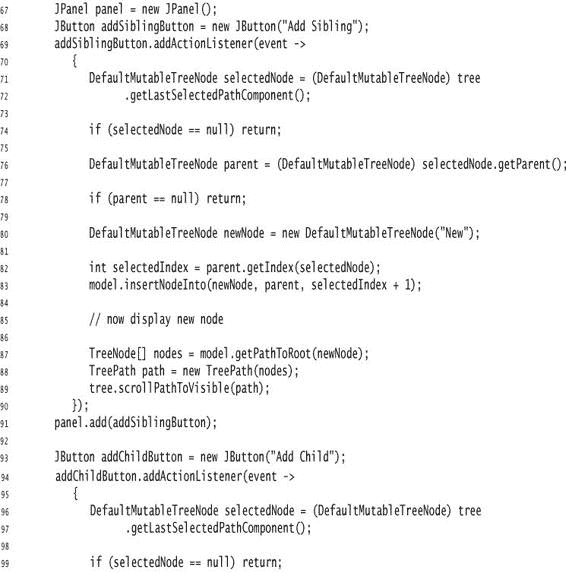 67 JPanel panel = new JPanel();
68 JButton addSiblingButton = new JButton("Add Sibling");
69 addSiblingButton.addActionListener(event ->
70 {
71 DefaultMutableTreeNode selectedNode = (DefaultMutableTreeNode) tree
72 .getLastSelectedPathComponent();
73
74 if (selectedNode == null) return;
75
76 DefaultMutableTreeNode parent = (DefaultMutableTreeNode) selectedNode.getParent();
77
78 if (parent == null) return;
79
80 DefaultMutableTreeNode newNode = new DefaultMutableTreeNode("New");
81
82 int selectedIndex = parent.getIndex(selectedNode);
83 model.insertNodeInto(newNode, parent, selectedIndex + 1);
84
85 // now display new node
86
87 TreeNode[] nodes = model.getPathToRoot(newNode);
88 TreePath path = new TreePath(nodes);
89 tree.scrollPathToVisible(path);
90 });
91 panel.add(addSiblingButton);
92
93 JButton addChildButton = new JButton("Add Child");
94 addChildButton.addActionListener(event ->
95 {
96 DefaultMutableTreeNode selectedNode = (DefaultMutableTreeNode) tree
97 .getLastSelectedPathComponent();
98
99 if (selectedNode == null) return;